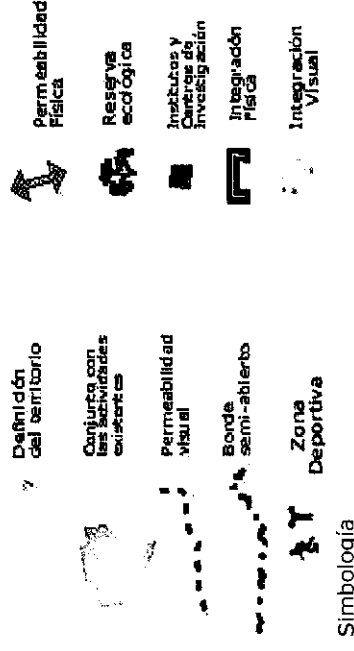 Definición
del territorio
Conjunto con
las actividades
existentes
Permeabilidad
visual
Borde
semi-abierto
Zona
Deportiva
Permeabilidad
Física
Reserva
ecológica
Institutos y
Centros de
Investigación
Integración
Física
Integración
Visual
Simbología